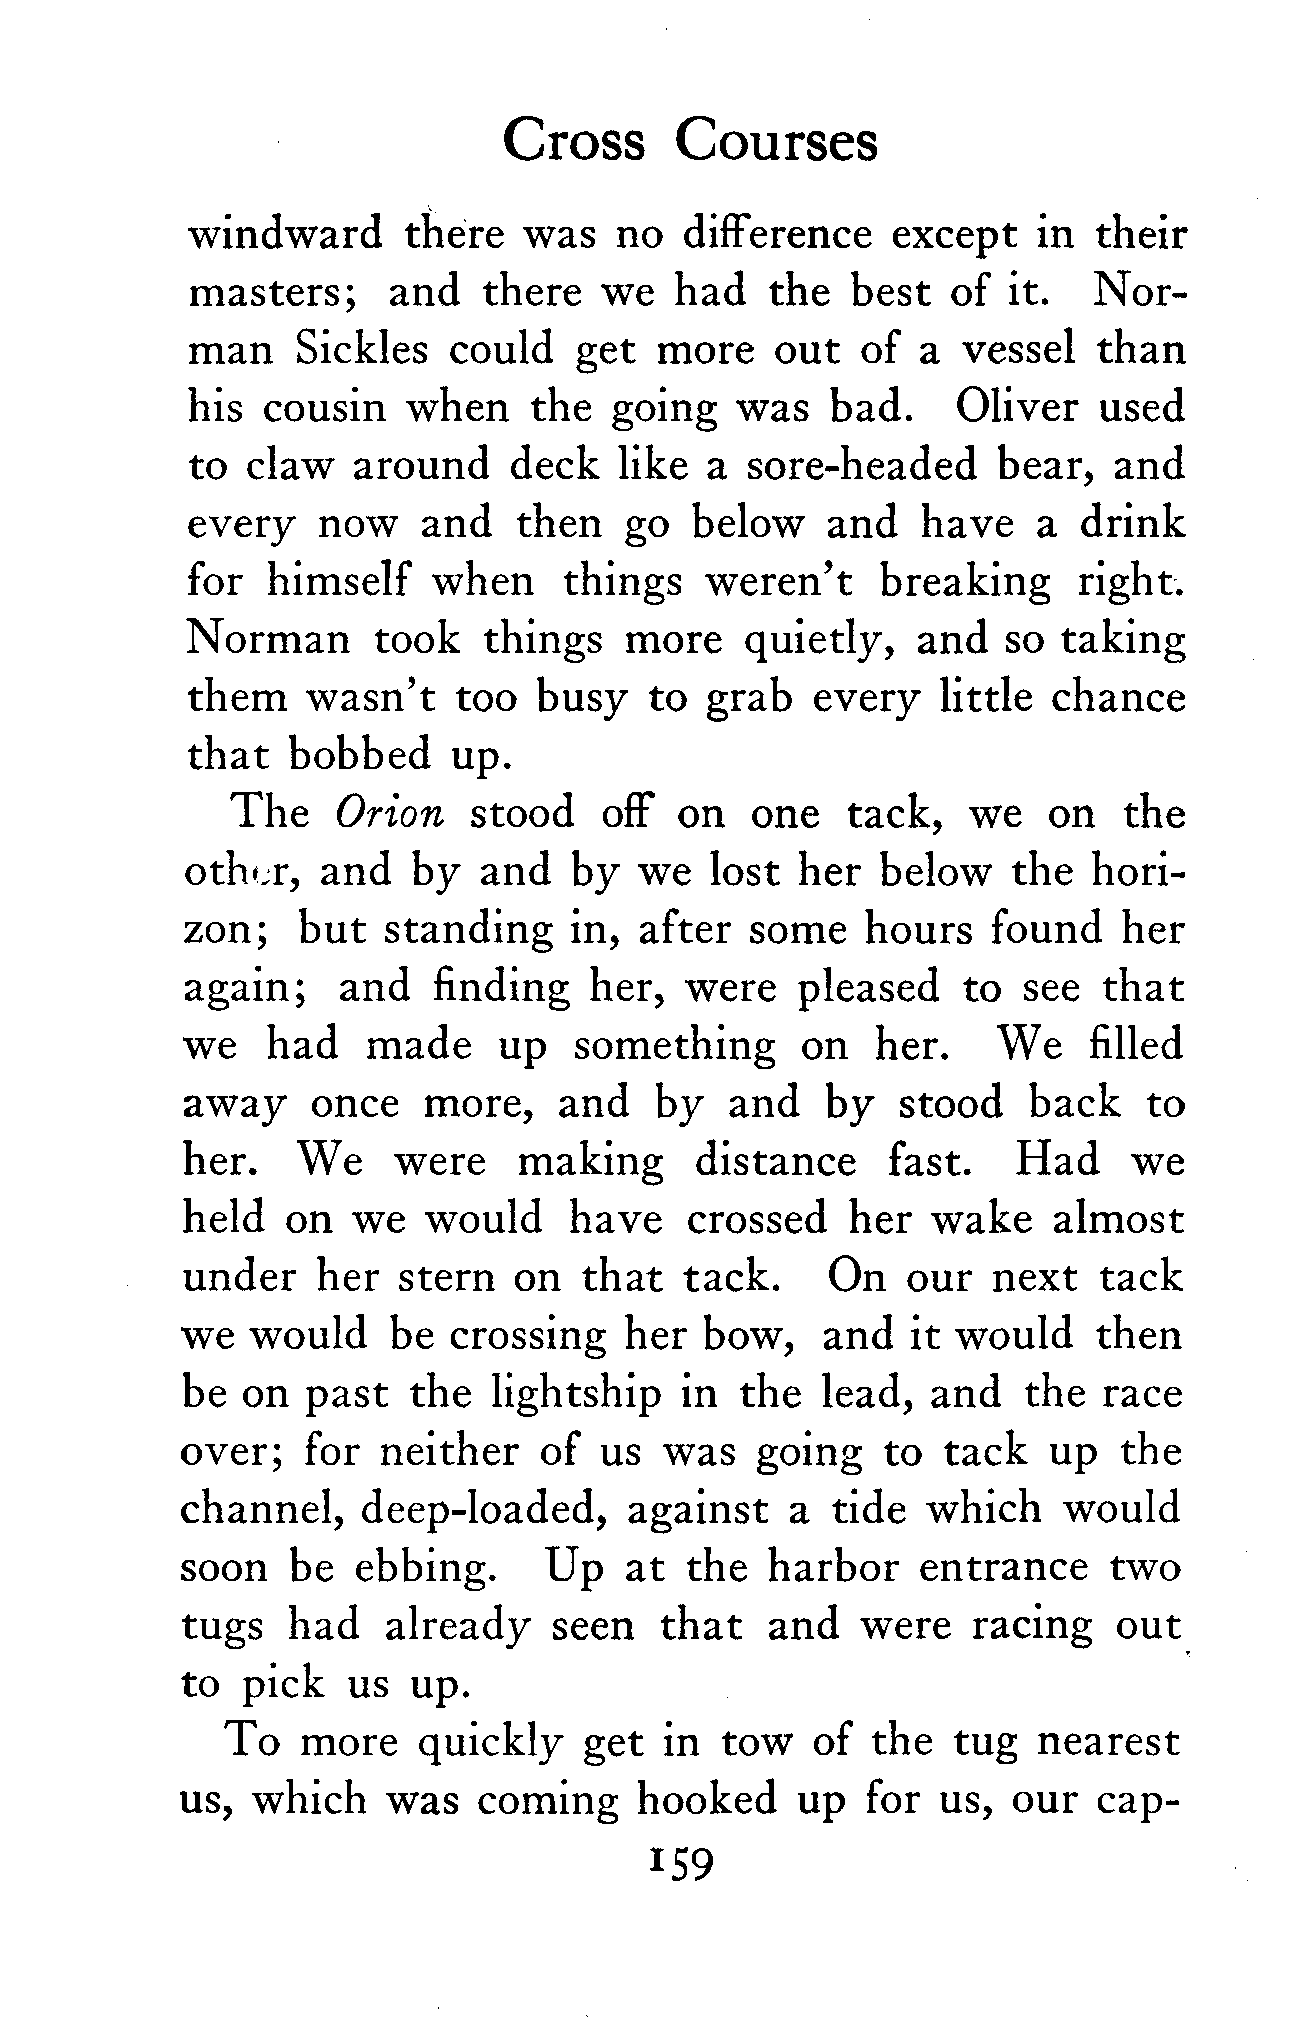 Cross Courses
windward there was no difference except in their
masters; and there we had the best of it. Nor-
man Sickles could get more out of a vessel than
his cousin when the going was bad. Oliver used
to claw around deck like a sore-headed bear, and
every now and then go below and have a drink
for himself when things weren't breaking right.
Norman took things more quietly, and so taking
them wasn't too busy to grab every little chance
that bobbed up.
The Orion stood off on one tack, we on the
other, and by and by we lost her below the hori-
zon; but standing in, after some hours found her
again; and finding her, were pleased to see that
we had made up something on her. We filled
away once more, and by and by stood back to
her. We were making distance fast. Had we
held on we would have crossed her wake almost
under her stern on that tack. On our next tack
we would be crossing her bow, and it would then
be on past the lightship in the lead, and the race
over; for neither of us was going to tack up the
channel, deep-loaded, against a tide which would
soon be ebbing. Up at the harbor entrance two
tugs had already seen that and were racing out
to pick us up.
To more quickly get in tow of the tug nearest
us, which was coming hooked up for us, our cap-
159